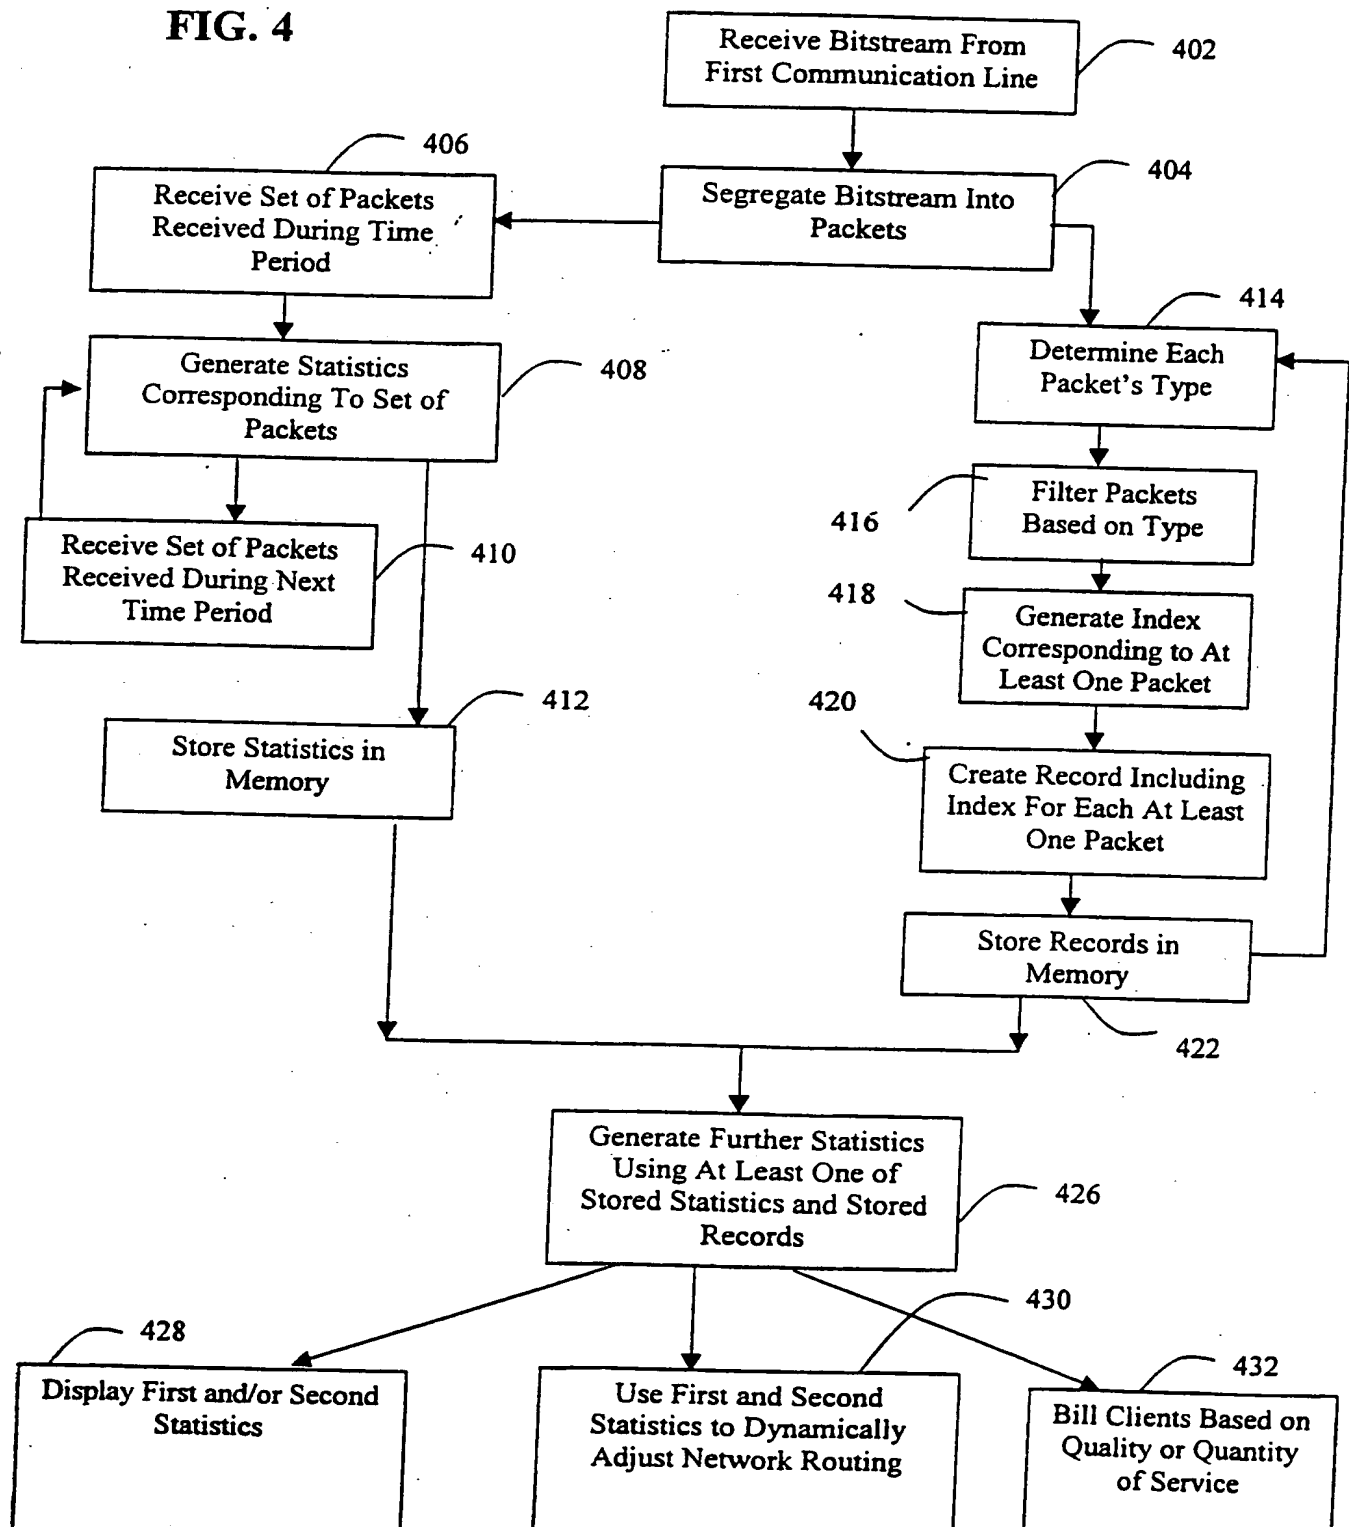 FIG. 4
Receive Bitstream From
First Communication Line
402
406
404
Receive Set of Packets
Received During Time
Period
Segregate Bitstream Into
Packets
414
Generate Statistics
Corresponding To Set of
Packets
408
Determine Each
Packet's Type
416
Filter Packets
Based on Type
Receive Set of Packets
Received During Next
Time Period
410
418
Generate Index
Corresponding to At
Least One Packet
412
420
Store Statistics in
Memory
Create Record Including
Index For Each At Least
One Packet
Store Records in
Memory
422
Generate Further Statistics
Using At Least One of
Stored Statistics and Stored
Records
426
428
430
432
Display First and/or Second
Statistics
Use First and Second
Statistics to Dynamically
Adjust Network Routing
Bill Clients Based on
Quality or Quantity
of Service